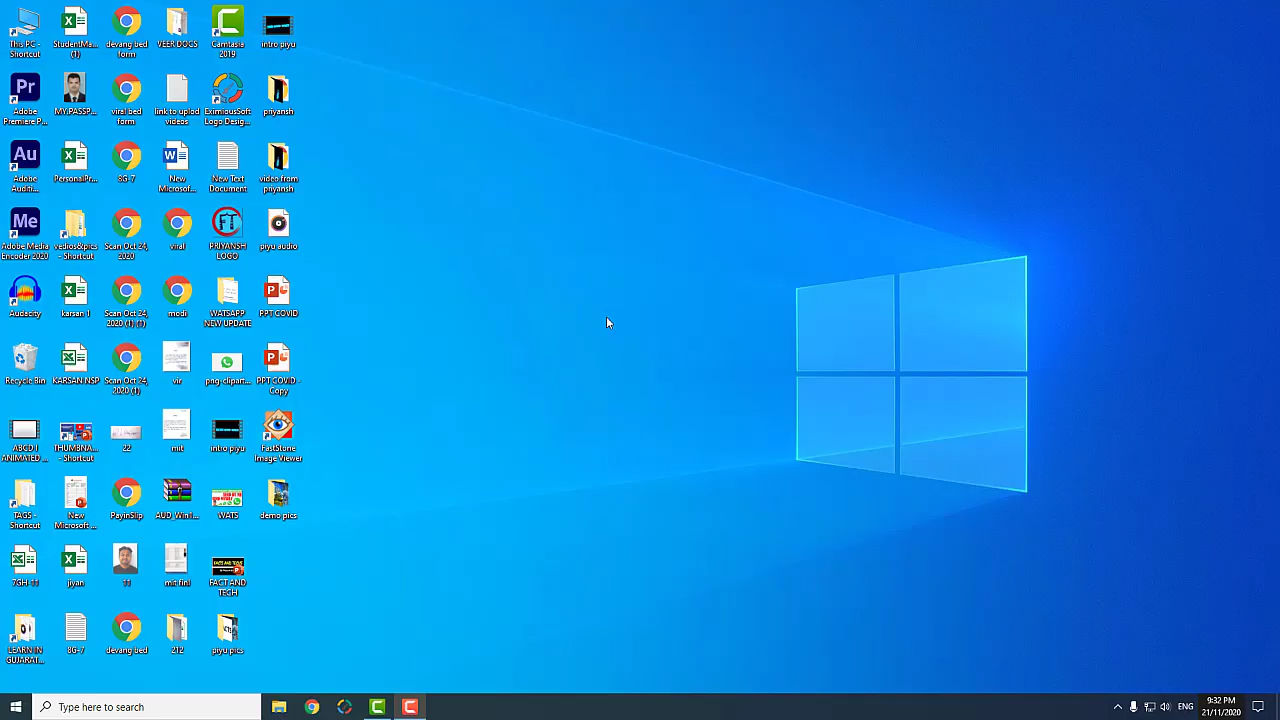 This PC -
Shortcut
StudentMa...
(1)
devang bed
form
VEER DOCS
Camtasia
2019
intro piyu
Adobe
Premiere P...
MY.PASSP...
viral bed
form
link to uplod
videos
EximiousSoft
Logo Desig...
priyansh
Adobe
Auditi...
PersonalPr...
8G-7
New
Microsof...
New Text
Document
video from
priyansh
Adobe Media
Encoder 2020
vedios&pics
- Shortcut
Scan Oct 24,
2020
viral
PRIYANSH
LOGO
piyu audio
Audacity
karsan 1
Scan Oct 24,
2020 (1) (1)
modi
WATSAPP
NEW UPDATE
PPT COVID
Recycle Bin
KARSAN NSP
Scan Oct 24,
2020 (1)
vir
png-clipart...
PPT COVID -
Copy
ABCD I
ANIMATED ...
THUMBNA...
- Shortcut
22
mit
intro piyu
FastStone
Image Viewer
TAGS -
Shortcut
New
Microsoft ...
PayinSlip
AUD_Win1...
WATS
demo pics
7GH-11
jiyan
11
mit finl
FACT AND
TECH
LEARN IN
GUJARAT...
8G-7
devang bed
212
piyu pics
Type here to search
ENG
9:32 PM
21/11/2020